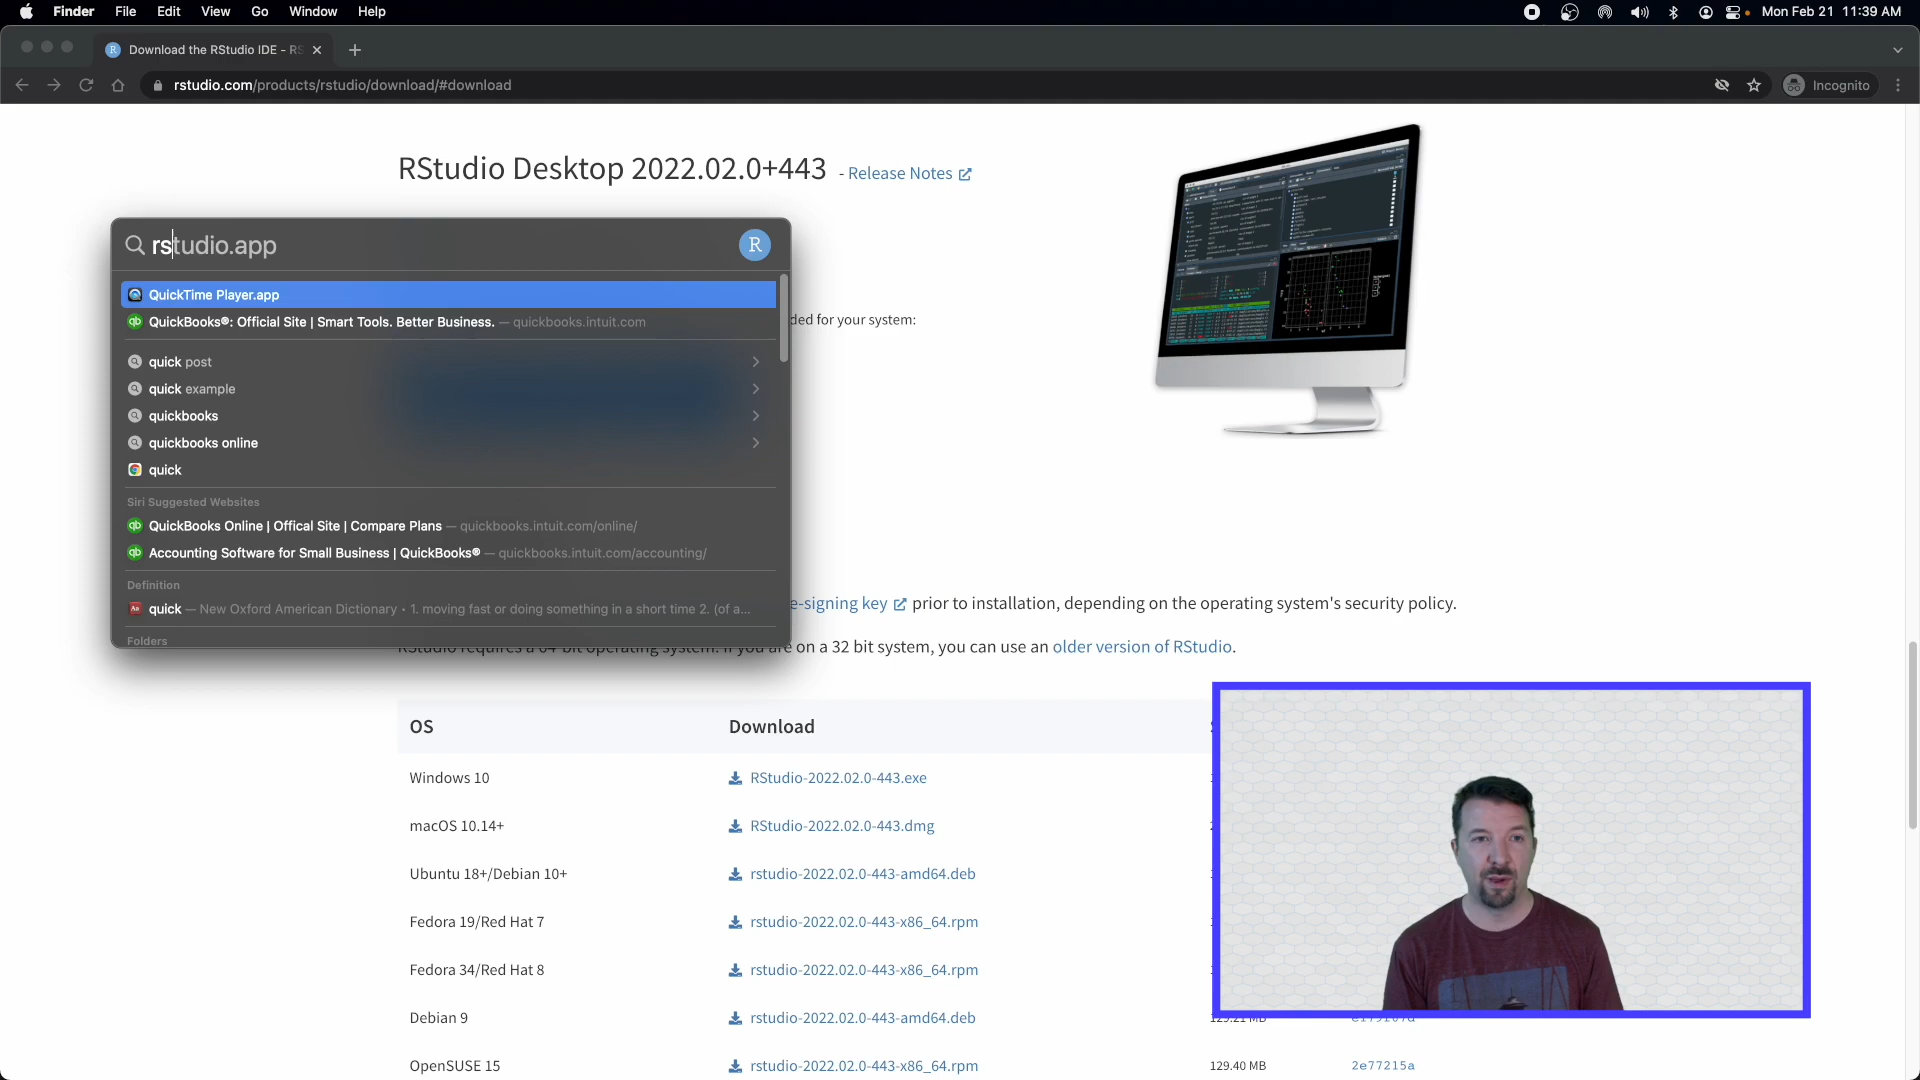 Finder File Edit View Go Window Help
Mon Feb 21 11:39 AM
Download the RStudio IDE - RS
rstudio.com/products/rstudio/download/#download
Incognito
RStudio Desktop 2022.02.0+443 - Release Notes
rstudio.app
R
QuickTime Player.app
QuickBooks®: Official Site | Smart Tools. Better Business. — quickbooks.intuit.com
ded for your system:
quick post
quick example
quickbooks
quickbooks online
quick
Siri Suggested Websites
QuickBooks Online | Offical Site | Compare Plans — quickbooks.intuit.com/online/
Accounting Software for Small Business | QuickBooks® — quickbooks.intuit.com/accounting/
Definition
quick — New Oxford American Dictionary • 1. moving fast or doing something in a short time 2. (of a...
Folders
e-signing key prior to installation, depending on the operating system's security policy.
RStudio requires a 64-bit operating system. If you are on a 32 bit system, you can use an older version of RStudio.
OS Download
Windows 10 RStudio-2022.02.0-443.exe
macOS 10.14+ RStudio-2022.02.0-443.dmg
Ubuntu 18+/Debian 10+ rstudio-2022.02.0-443-amd64.deb
Fedora 19/Red Hat 7 rstudio-2022.02.0-443-x86_64.rpm
Fedora 34/Red Hat 8 rstudio-2022.02.0-443-x86_64.rpm
Debian 9 rstudio-2022.02.0-443-amd64.deb
OpenSUSE 15 rstudio-2022.02.0-443-x86_64.rpm 129.40 MB 2e77215a